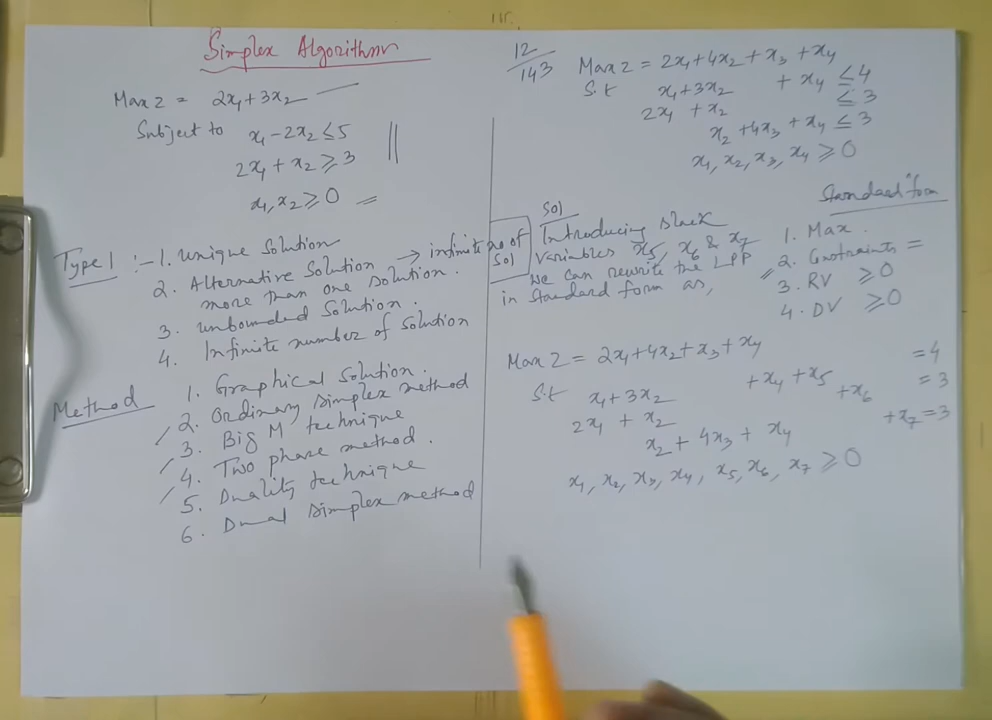 Simplex Algorithm
Max Z = 2x₁+3x₂
Subject to x₁-2x₂≤5
2x₁+x₂≥3
x₁,x₂≥0
Type 1 :- 1. Unique Solution
2. Alternative Solution → infinite no of sol
more than one solution.
3. unbounded Solution.
4. Infinite number of solution
Method
1. Graphical Solution.
2. Ordinary simplex method
3. Big M technique
4. Two phase method.
5. Duality technique
6. Dual simplex method
12/143
Max Z = 2x₁+4x₂+x₃+x₄
S.t x₁+3x₂ +x₄ ≤4
2x₁+x₂ ≤3
x₂+4x₃+x₄ ≤3
x₁,x₂,x₃,x₄≥0
Sol
Introducing slack
variables x₅,x₆ & x₇
we can rewrite the LPP
in standard form as,
Standard form
1. Max.
2. Constraints =
3. RV ≥0
4. DV ≥0
Max Z = 2x₁+4x₂+x₃+x₄
S.t x₁+3x₂ +x₄+x₅ =4
2x₁+x₂ +x₆ =3
x₂+4x₃+x₄ +x₇=3
x₁,x₂,x₃,x₄,x₅,x₆,x₇≥0